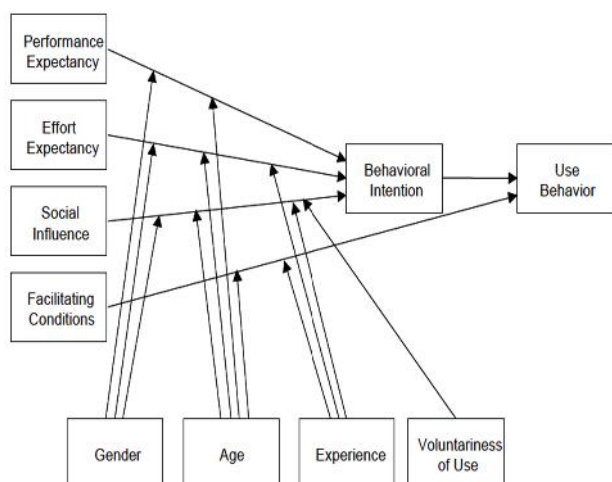 Performance
Expectancy
Effort
Expectancy
Social
Influence
Facilitating
Conditions
Behavioral
Intention
Use
Behavior
Gender
Age
Experience
Voluntariness
of Use